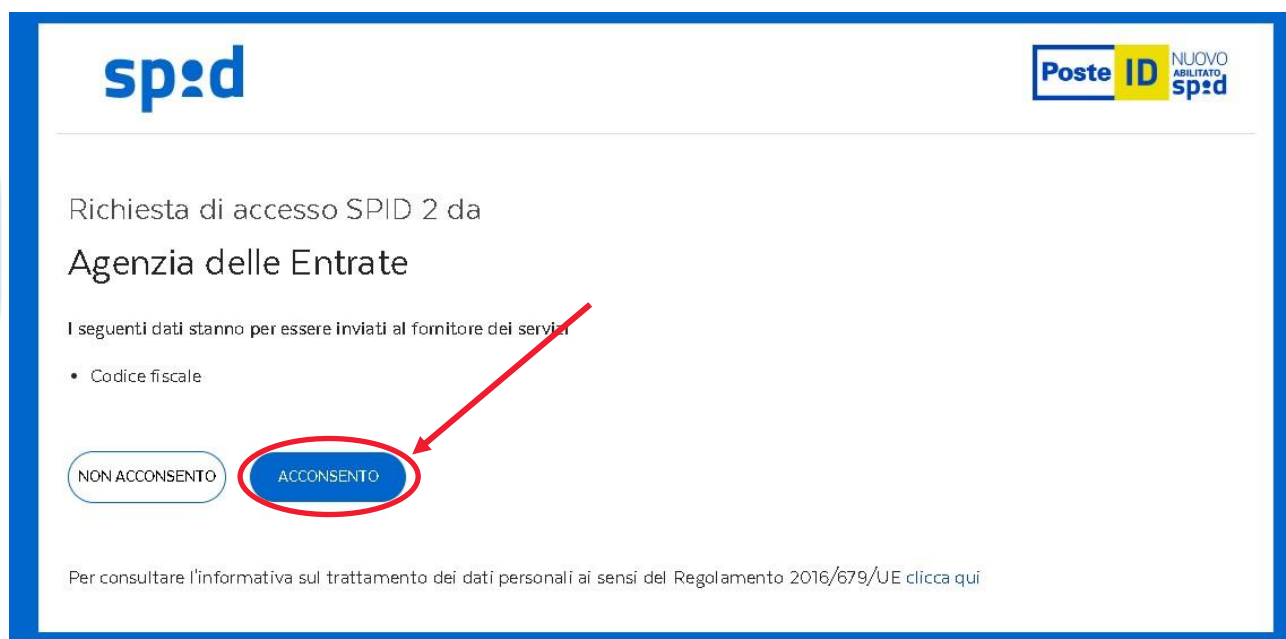 spid
Poste ID NUOVO
ABILITATO
spid
Richiesta di accesso SPID 2 da
Agenzia delle Entrate
I seguenti dati stanno per essere inviati al fornitore dei servizi
• Codice fiscale
NON ACCONSENTO ACCONSENTO
Per consultare l'informativa sul trattamento dei dati personali ai sensi del Regolamento 2016/679/UE clicca qui